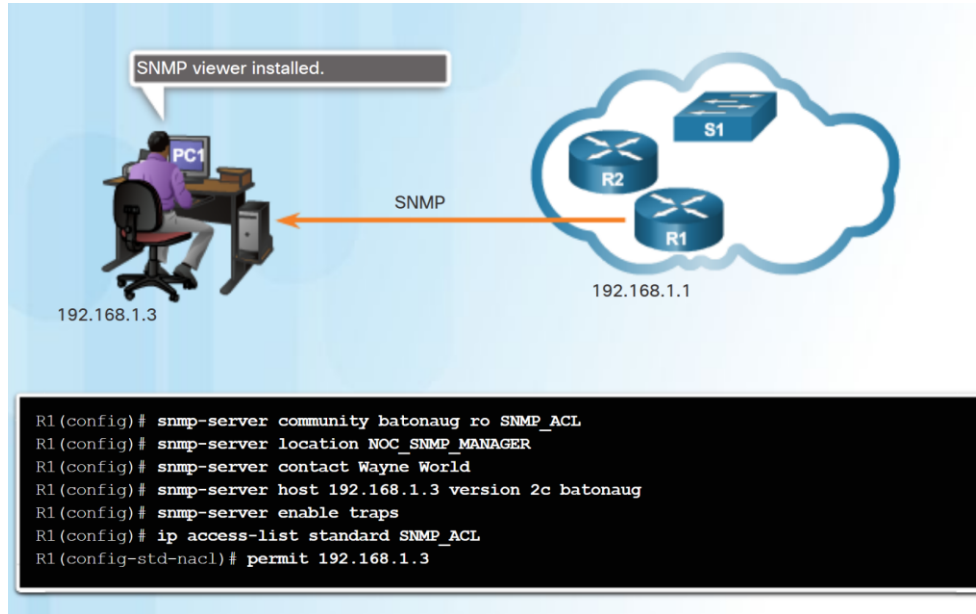 SNMP viewer installed.
PC1
S1
R2
SNMP
R1
192.168.1.1
192.168.1.3
R1(config)# snmp-server community batonaug ro SNMP_ACL
R1(config)# snmp-server location NOC_SNMP_MANAGER
R1(config)# snmp-server contact Wayne World
R1(config)# snmp-server host 192.168.1.3 version 2c batonaug
R1(config)# snmp-server enable traps
R1(config)# ip access-list standard SNMP_ACL
R1(config-std-nacl)# permit 192.168.1.3